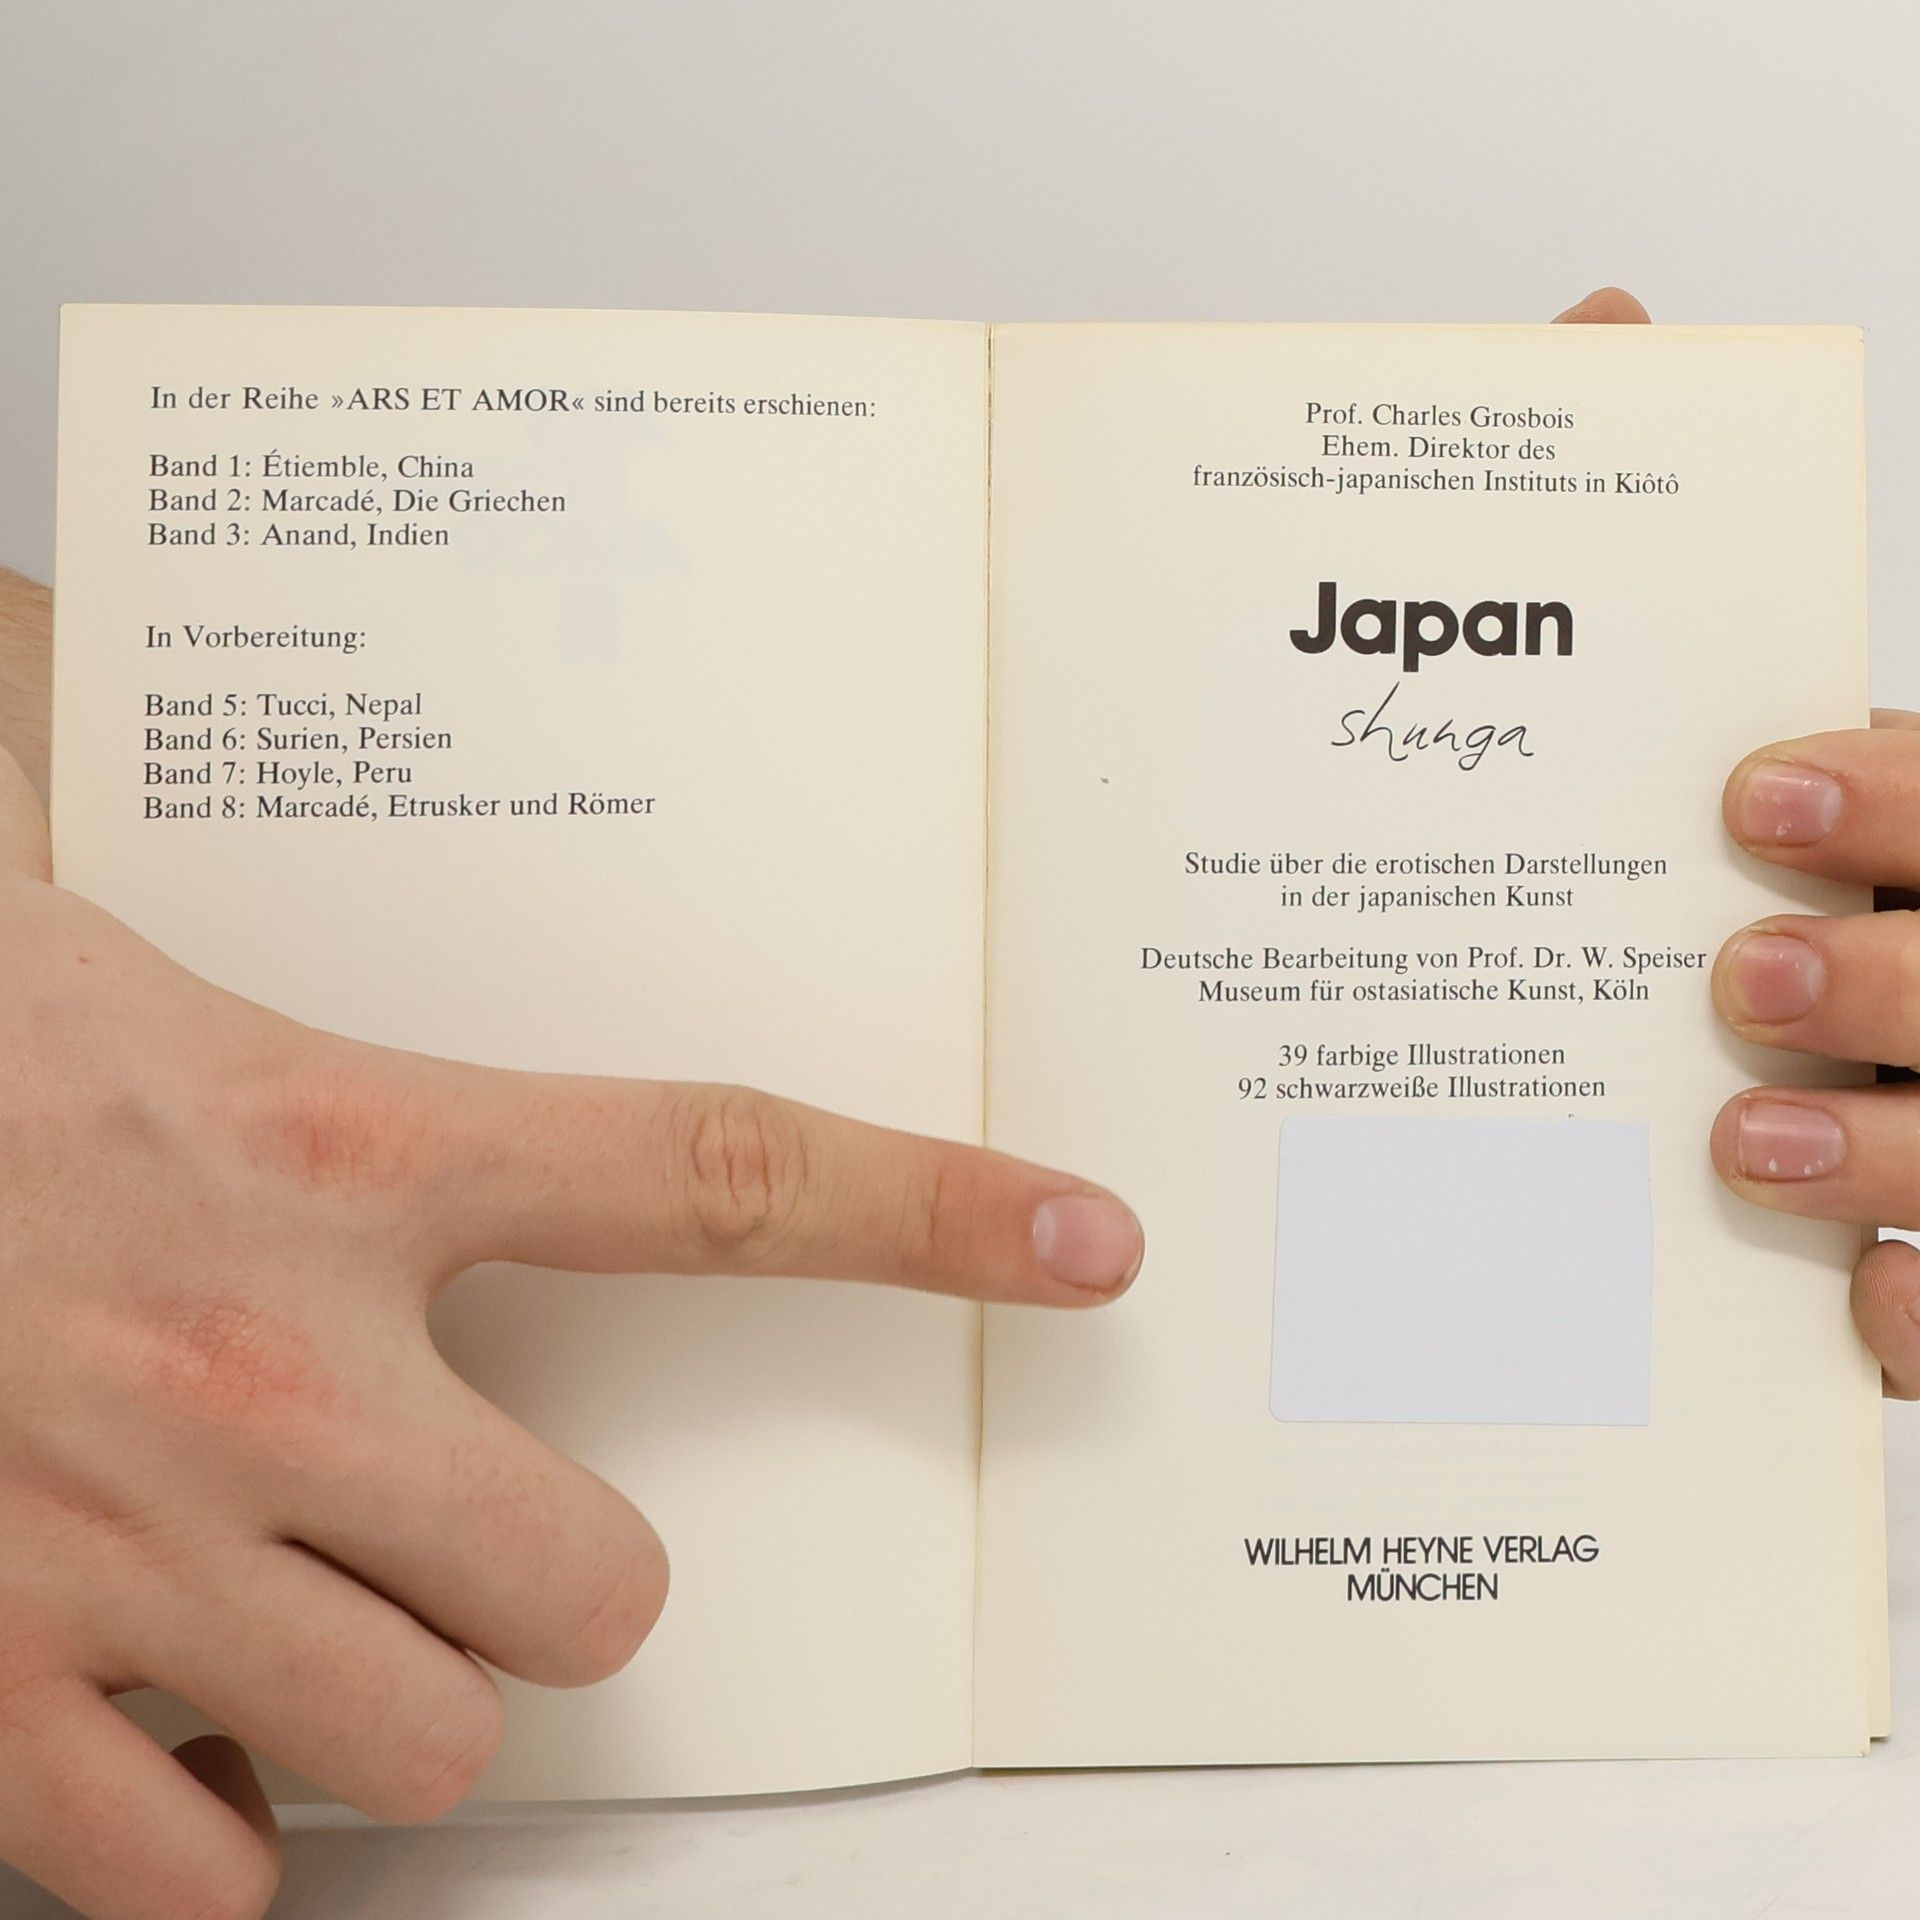 In der Reihe »ARS ET AMOR« sind bereits erschienen:
Band 1: Étiemble, China
Band 2: Marcadé, Die Griechen
Band 3: Anand, Indien
In Vorbereitung:
Band 5: Tucci, Nepal
Band 6: Surien, Persien
Band 7: Hoyle, Peru
Band 8: Marcadé, Etrusker und Römer
Prof. Charles Grosbois
Ehem. Direktor des
französisch-japanischen Instituts in Kiôtô
Japan
shunga
Studie über die erotischen Darstellungen
in der japanischen Kunst
Deutsche Bearbeitung von Prof. Dr. W. Speiser
Museum für ostasiatische Kunst, Köln
39 farbige Illustrationen
92 schwarzweiße Illustrationen
WILHELM HEYNE VERLAG
MÜNCHEN